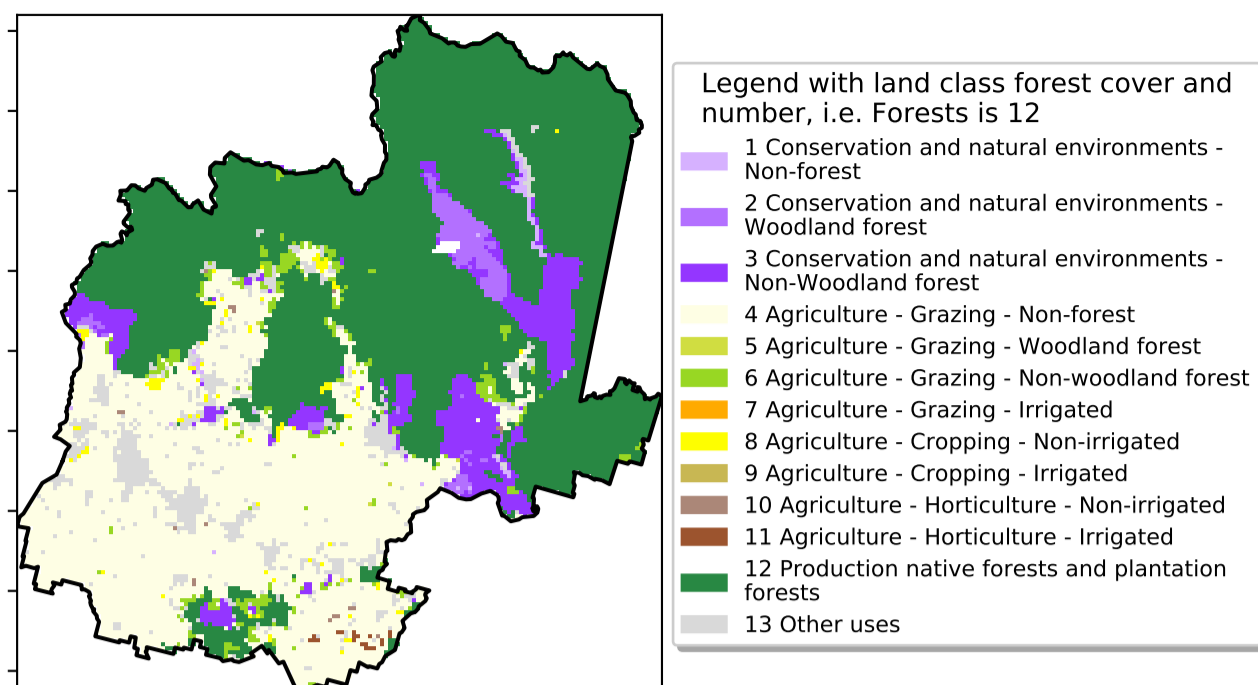 Legend with land class forest cover and
number, i.e. Forests is 12
1 Conservation and natural environments -
Non-forest
2 Conservation and natural environments -
Woodland forest
3 Conservation and natural environments -
Non-Woodland forest
4 Agriculture - Grazing - Non-forest
5 Agriculture - Grazing - Woodland forest
6 Agriculture - Grazing - Non-woodland forest
7 Agriculture - Grazing - Irrigated
8 Agriculture - Cropping - Non-irrigated
9 Agriculture - Cropping - Irrigated
10 Agriculture - Horticulture - Non-irrigated
11 Agriculture - Horticulture - Irrigated
12 Production native forests and plantation
forests
13 Other uses